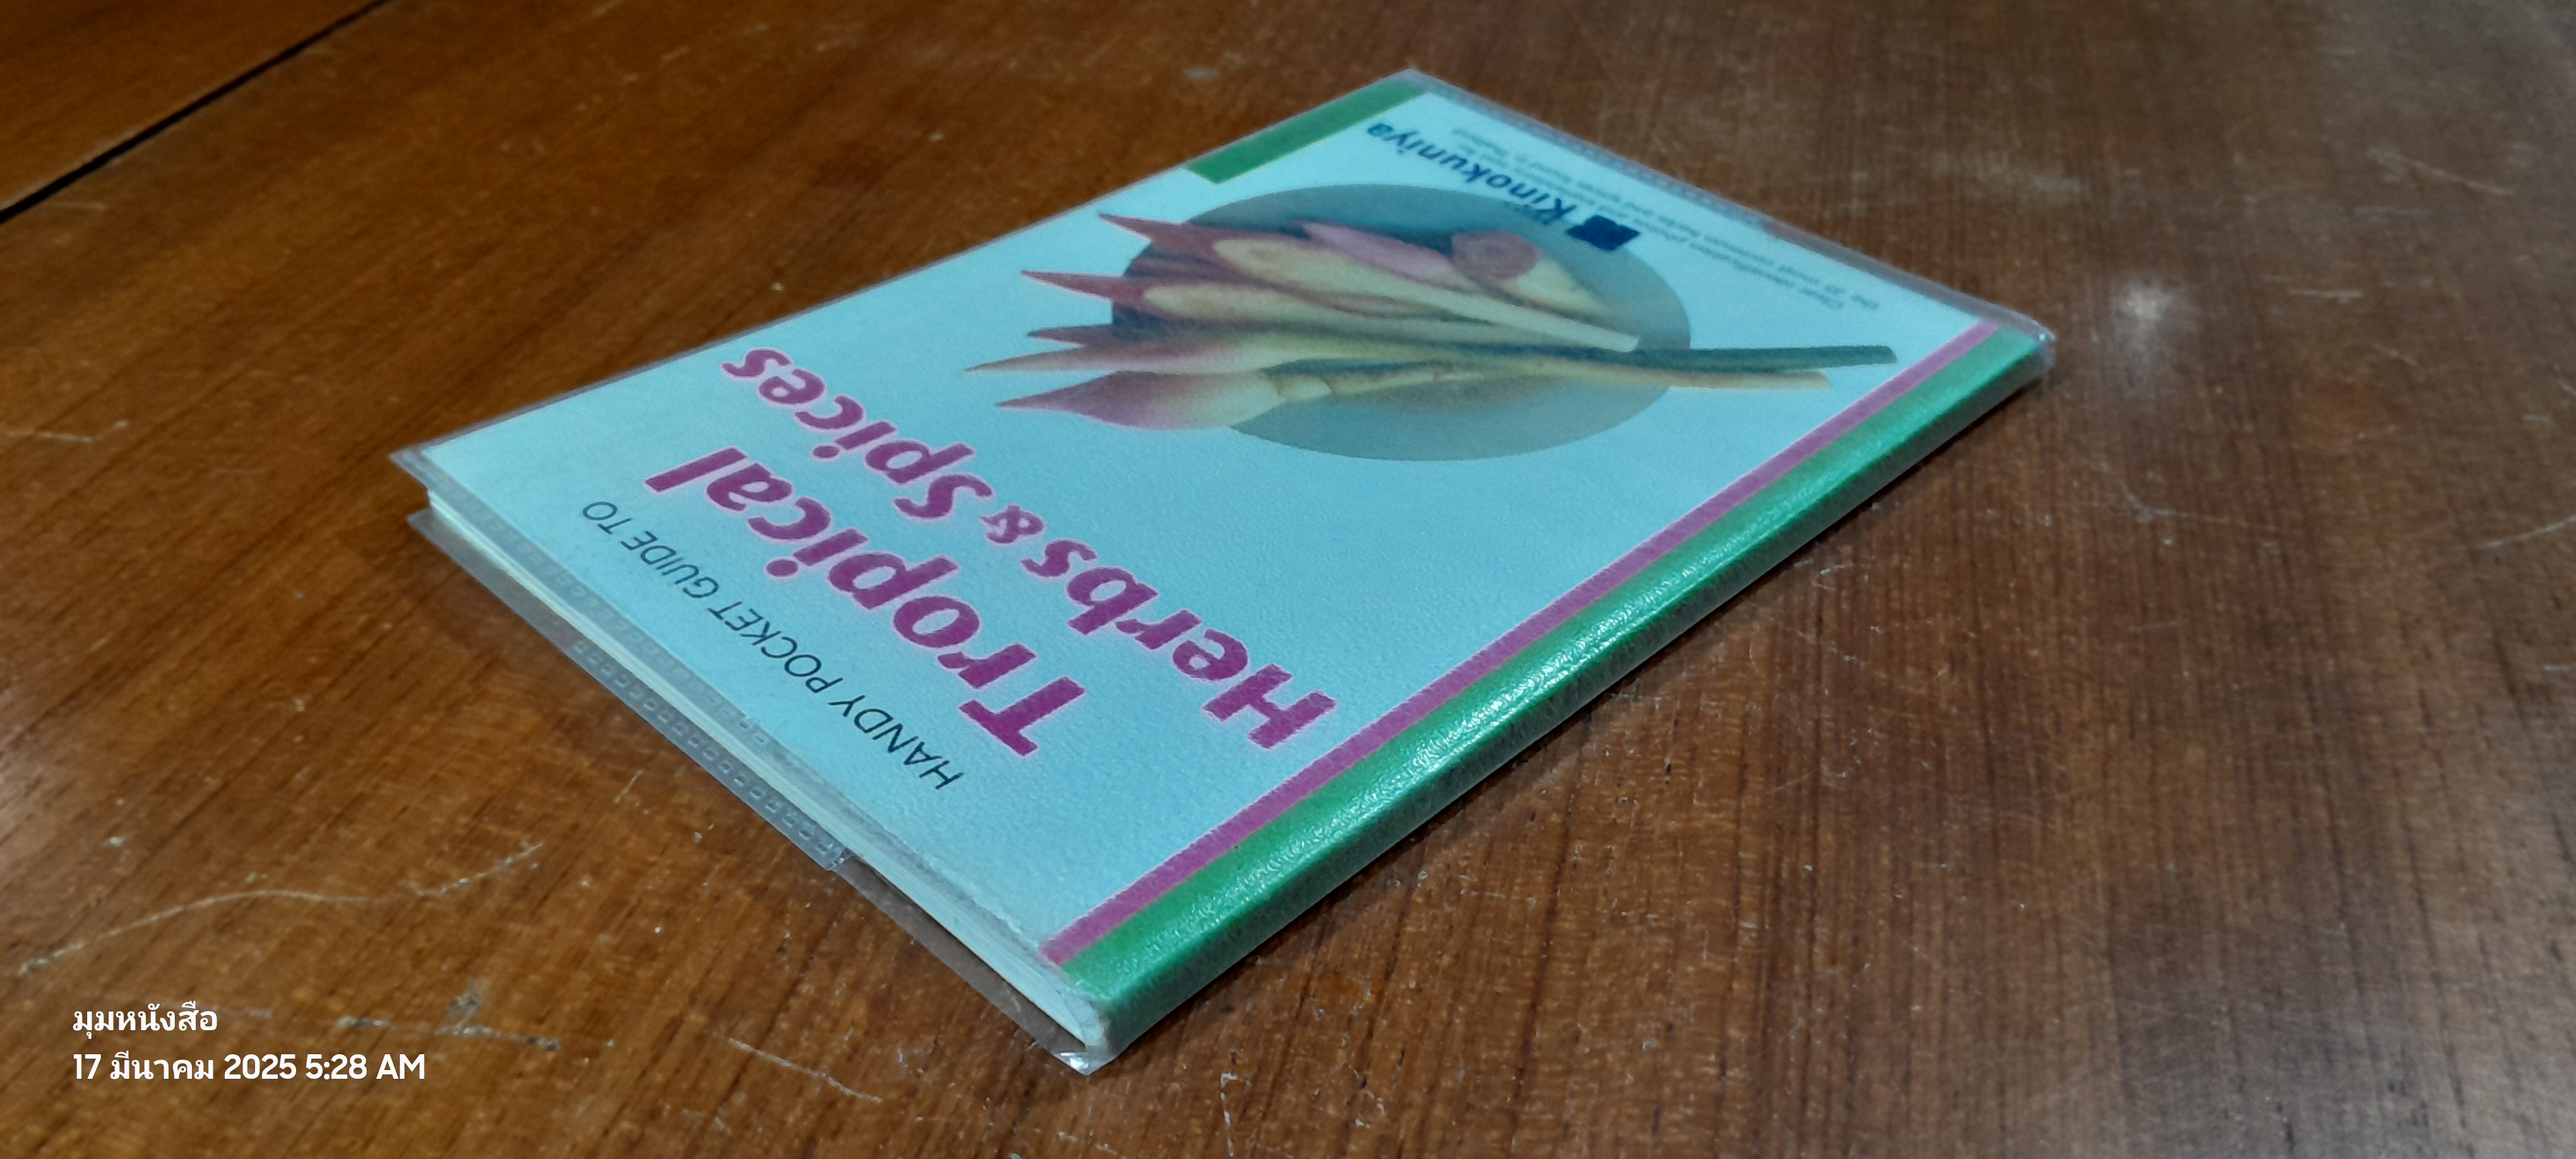 HANDY POCKET GUIDE TO
Tropical
Herbs & Spices
Kinokuniya
มุมหนังสือ
17 มีนาคม 2025 5:28 AM